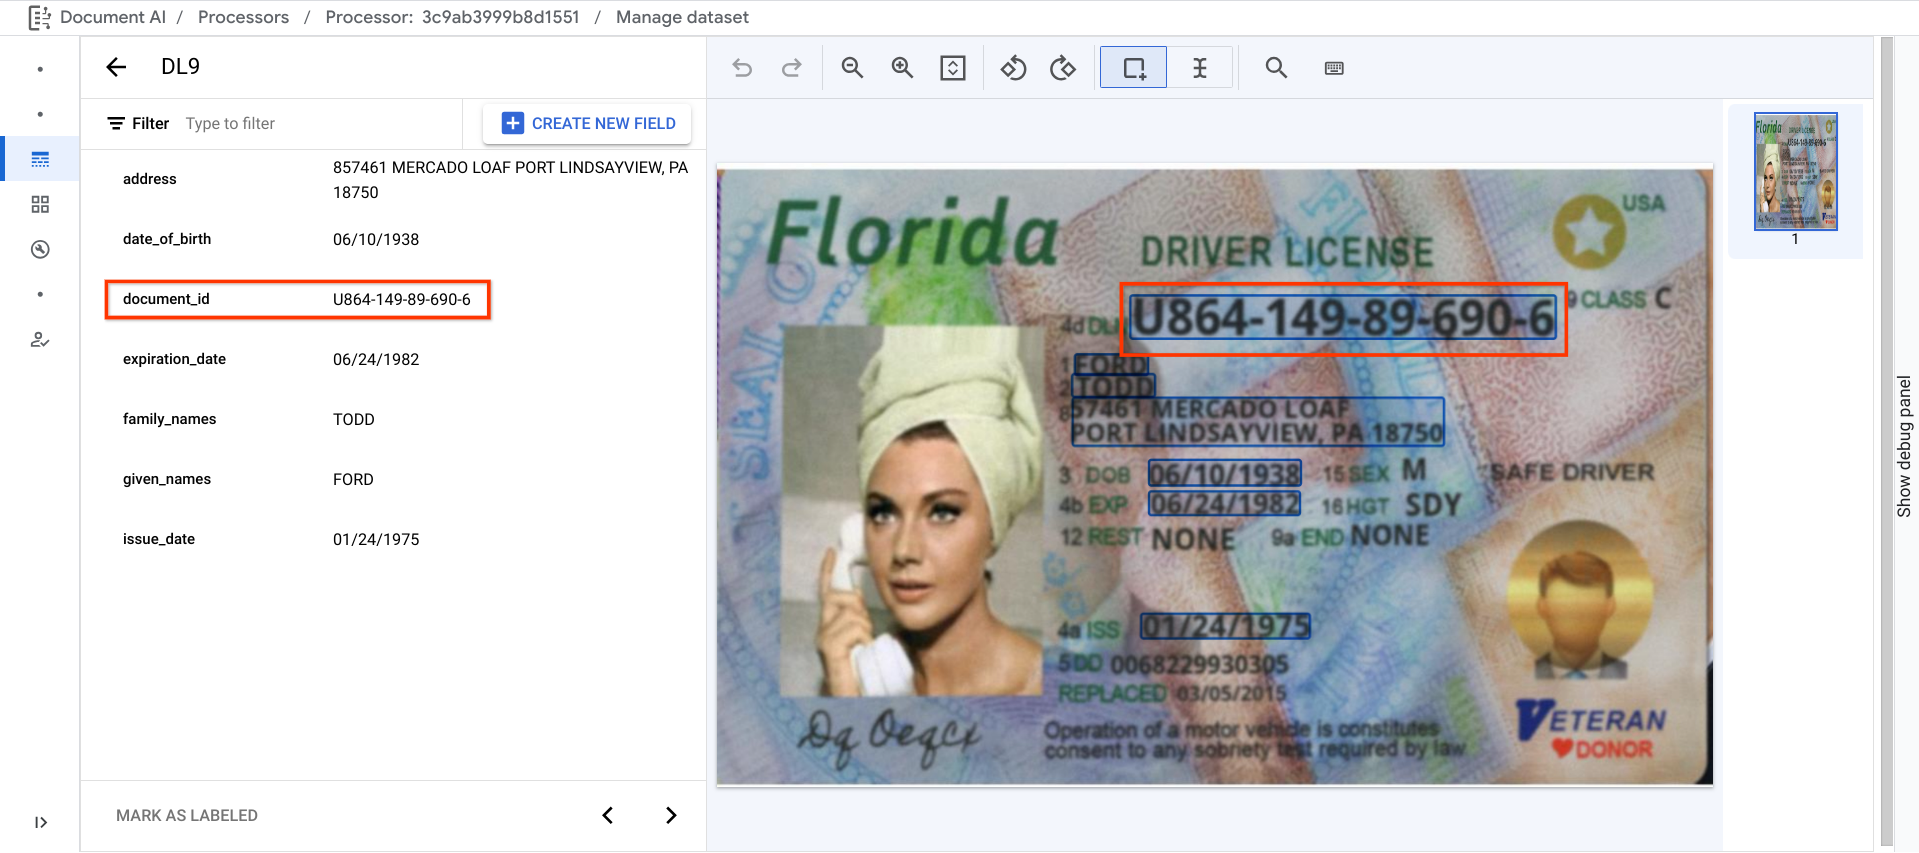 Document AI / Processors / Processor: 3c9ab3999b8d1551 / Manage dataset
DL9
Filter Type to filter
CREATE NEW FIELD
address 857461 MERCADO LOAF PORT LINDSAYVIEW, PA
18750
date_of_birth 06/10/1938
document_id U864-149-89-690-6
expiration_date 06/24/1982
family_names TODD
given_names FORD
issue_date 01/24/1975
MARK AS LABELED
Florida
USA
DRIVER LICENSE
4d DLN U864-149-89-690-6 9 CLASS C
1 FORD
2 TODD
857461 MERCADO LOAF
PORT LINDSAYVIEW, PA 18750
3 DOB 06/10/1938 15 SEX M SAFE DRIVER
4b EXP 06/24/1982 16 HGT SDY
12 REST NONE 9a END NONE
4a ISS 01/24/1975
5DD 0068229930305
REPLACED 03/05/2015
Operation of a motor vehicle is constitutes
consent to any sobriety test required by law
VETERAN
DONOR
1
Show debug panel